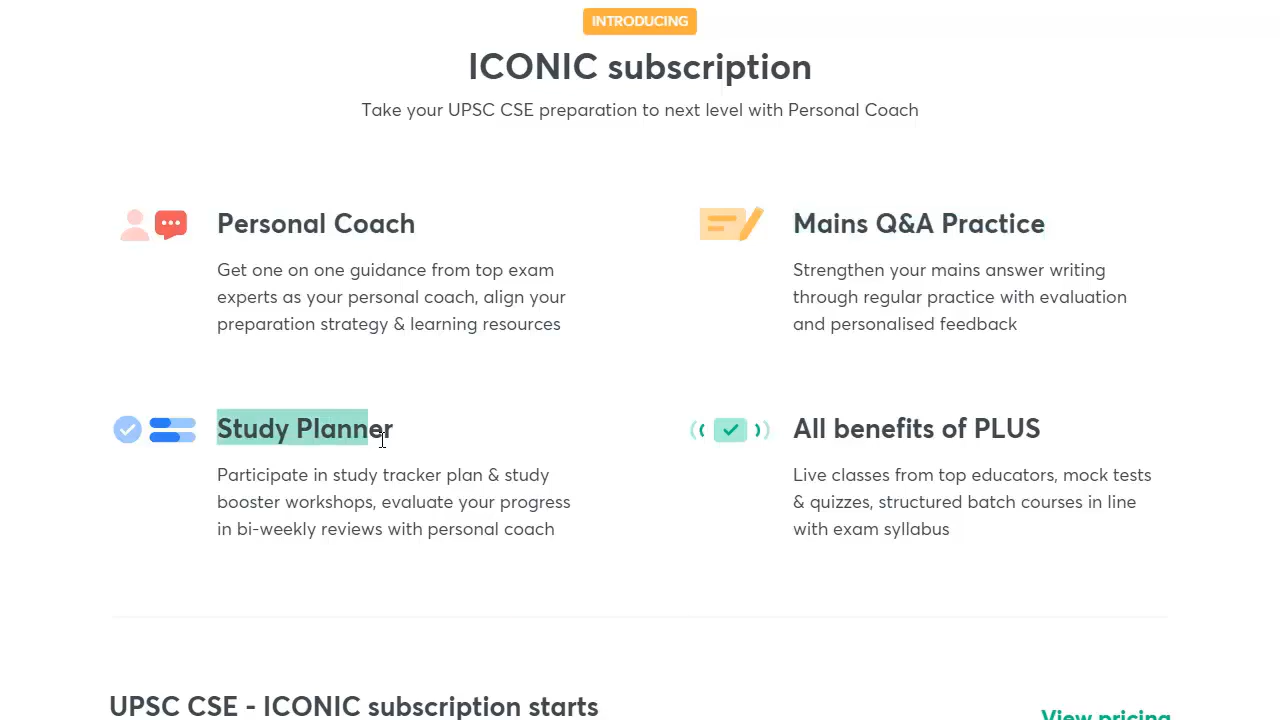 INTRODUCING
ICONIC subscription
Take your UPSC CSE preparation to next level with Personal Coach
Personal Coach
Get one on one guidance from top exam
experts as your personal coach, align your
preparation strategy & learning resources
Mains Q&A Practice
Strengthen your mains answer writing
through regular practice with evaluation
and personalised feedback
Study Planner
Participate in study tracker plan & study
booster workshops, evaluate your progress
in bi-weekly reviews with personal coach
All benefits of PLUS
Live classes from top educators, mock tests
& quizzes, structured batch courses in line
with exam syllabus
UPSC CSE - ICONIC subscription starts
View pricing